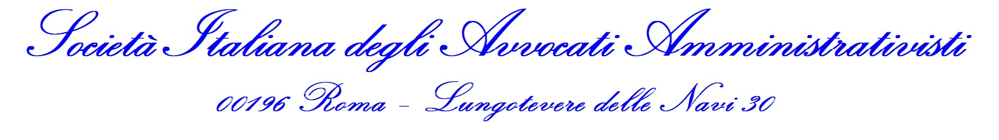 Società Italiana degli Avvocati Amministrativisti
00196 Roma – Lungotevere delle Navi 30